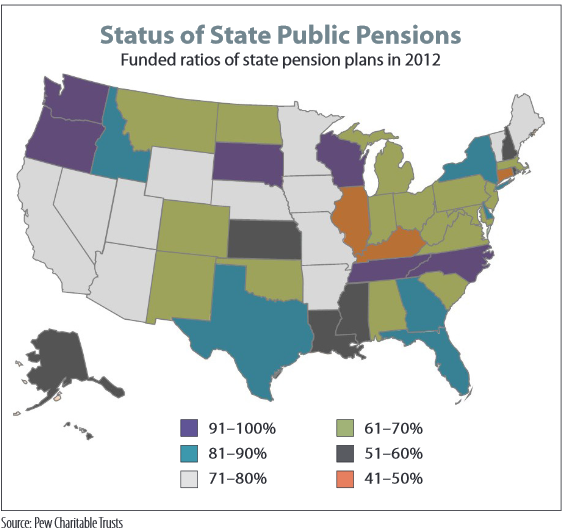 Status of State Public Pensions
Funded ratios of state pension plans in 2012
91–100%
81–90%
71–80%
61–70%
51–60%
41–50%
Source: Pew Charitable Trusts